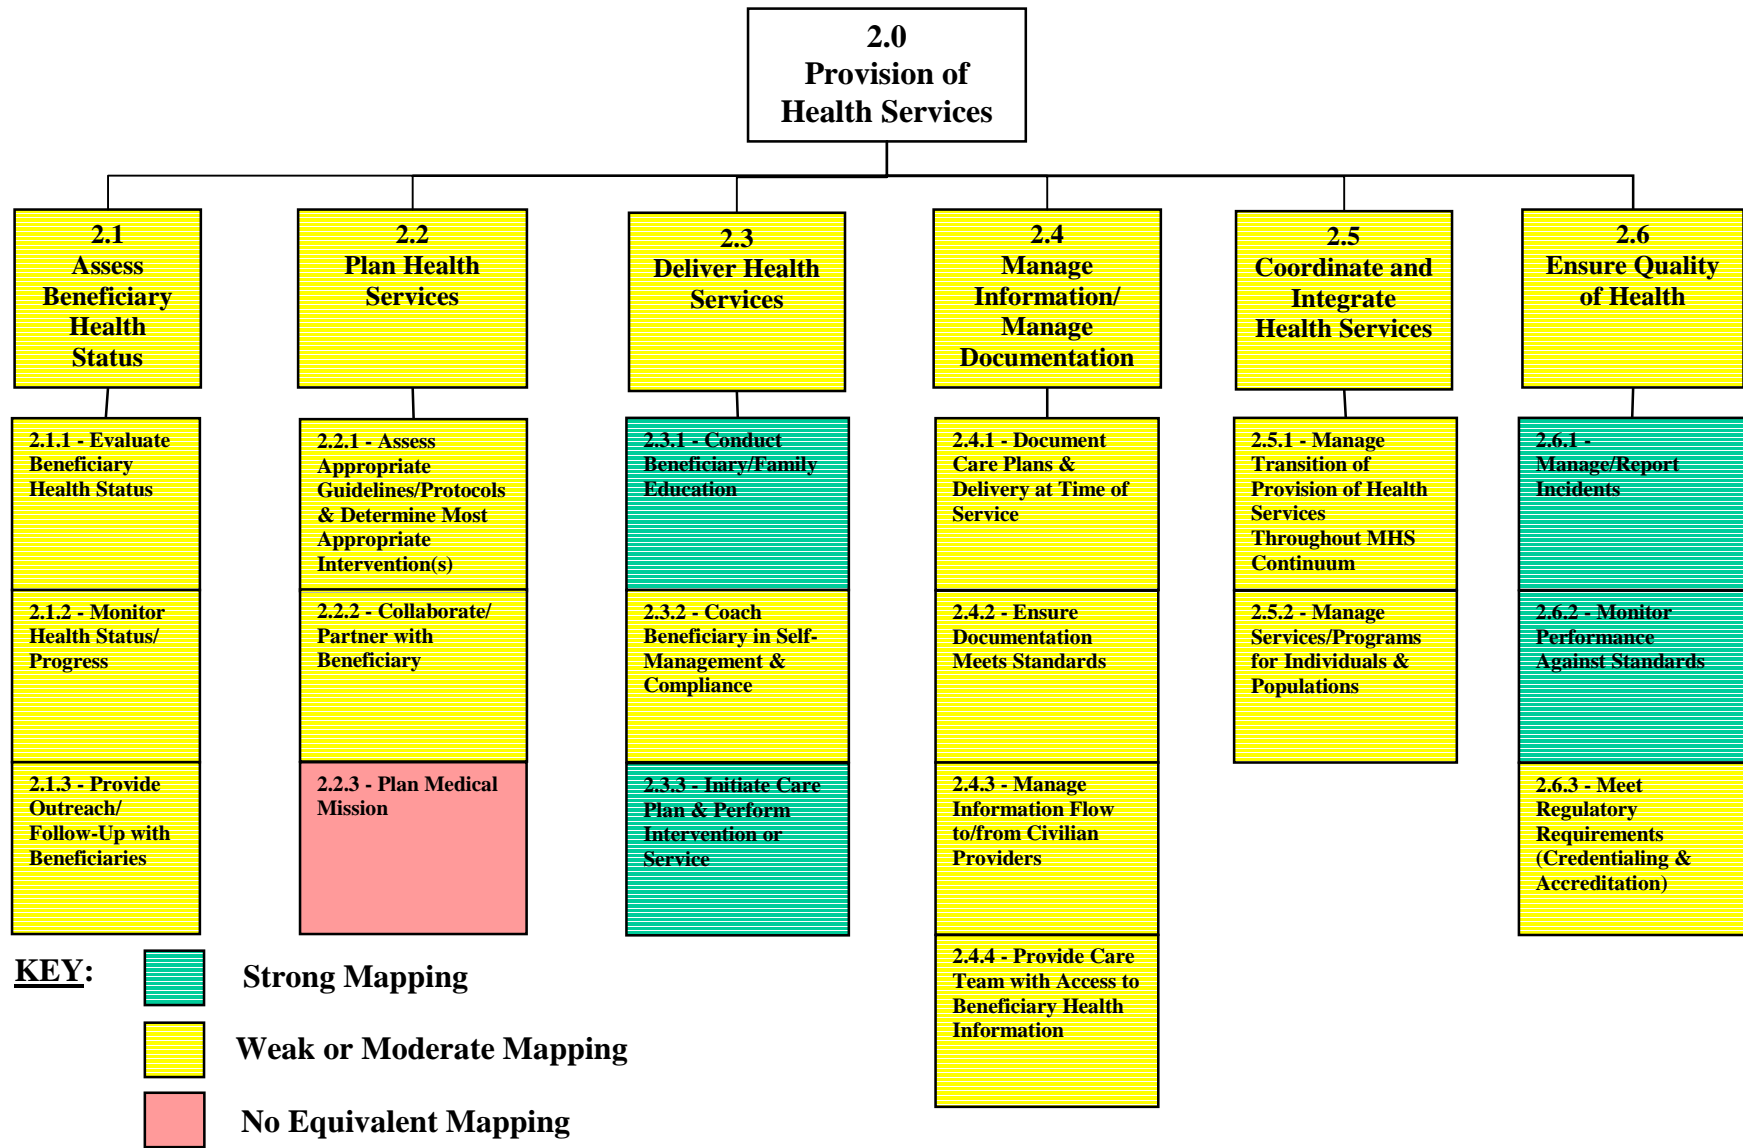 2.0
Provision of
Health Services
2.1
Assess
Beneficiary
Health
Status
2.2
Plan Health
Services
2.3
Deliver Health
Services
2.4
Manage
Information/
Manage
Documentation
2.5
Coordinate and
Integrate
Health Services
2.6
Ensure Quality
of Health
2.1.1 - Evaluate
Beneficiary
Health Status
2.1.2 - Monitor
Health Status/
Progress
2.1.3 - Provide
Outreach/
Follow-Up with
Beneficiaries
2.2.1 - Assess
Appropriate
Guidelines/Protocols
& Determine Most
Appropriate
Intervention(s)
2.2.2 - Collaborate/
Partner with
Beneficiary
2.2.3 - Plan Medical
Mission
2.3.1 - Conduct
Beneficiary/Family
Education
2.3.2 - Coach
Beneficiary in Self-
Management &
Compliance
2.3.3 - Initiate Care
Plan & Perform
Intervention or
Service
2.4.1 - Document
Care Plans &
Delivery at Time of
Service
2.4.2 - Ensure
Documentation
Meets Standards
2.4.3 - Manage
Information Flow
to/from Civilian
Providers
2.4.4 - Provide Care
Team with Access to
Beneficiary Health
Information
2.5.1 - Manage
Transition of
Provision of Health
Services
Throughout MHS
Continuum
2.5.2 - Manage
Services/Programs
for Individuals &
Populations
2.6.1 -
Manage/Report
Incidents
2.6.2 - Monitor
Performance
Against Standards
2.6.3 - Meet
Regulatory
Requirements
(Credentialing &
Accreditation)
KEY:
Strong Mapping
Weak or Moderate Mapping
No Equivalent Mapping